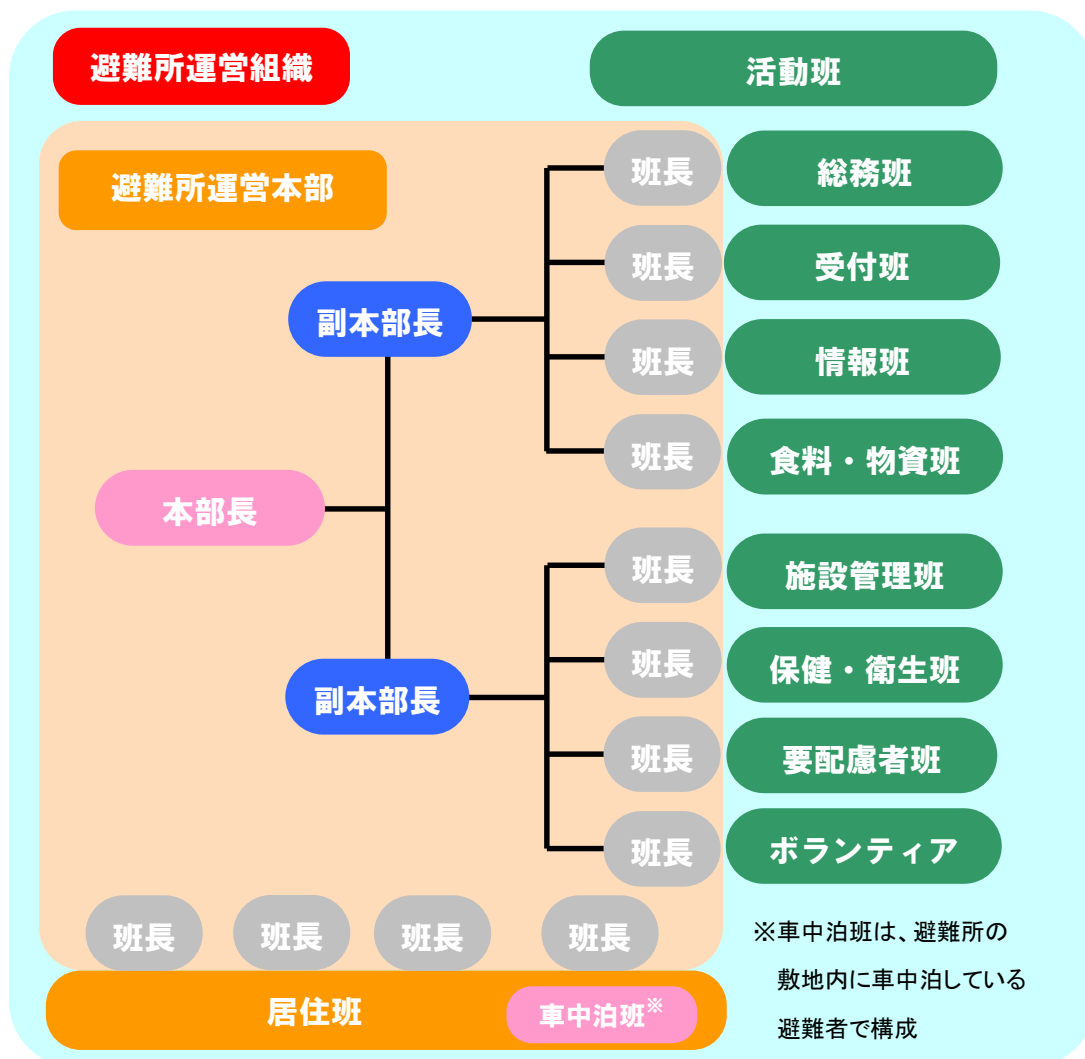 避難所運営組織
活動班
避難所運営本部
班長
総務班
班長
受付班
副本部長
班長
情報班
班長
食料・物資班
本部長
班長
施設管理班
班長
保健・衛生班
副本部長
班長
要配慮者班
班長
ボランティア
班長
班長
班長
班長
居住班
車中泊班※
※車中泊班は、避難所の
敷地内に車中泊している
避難者で構成